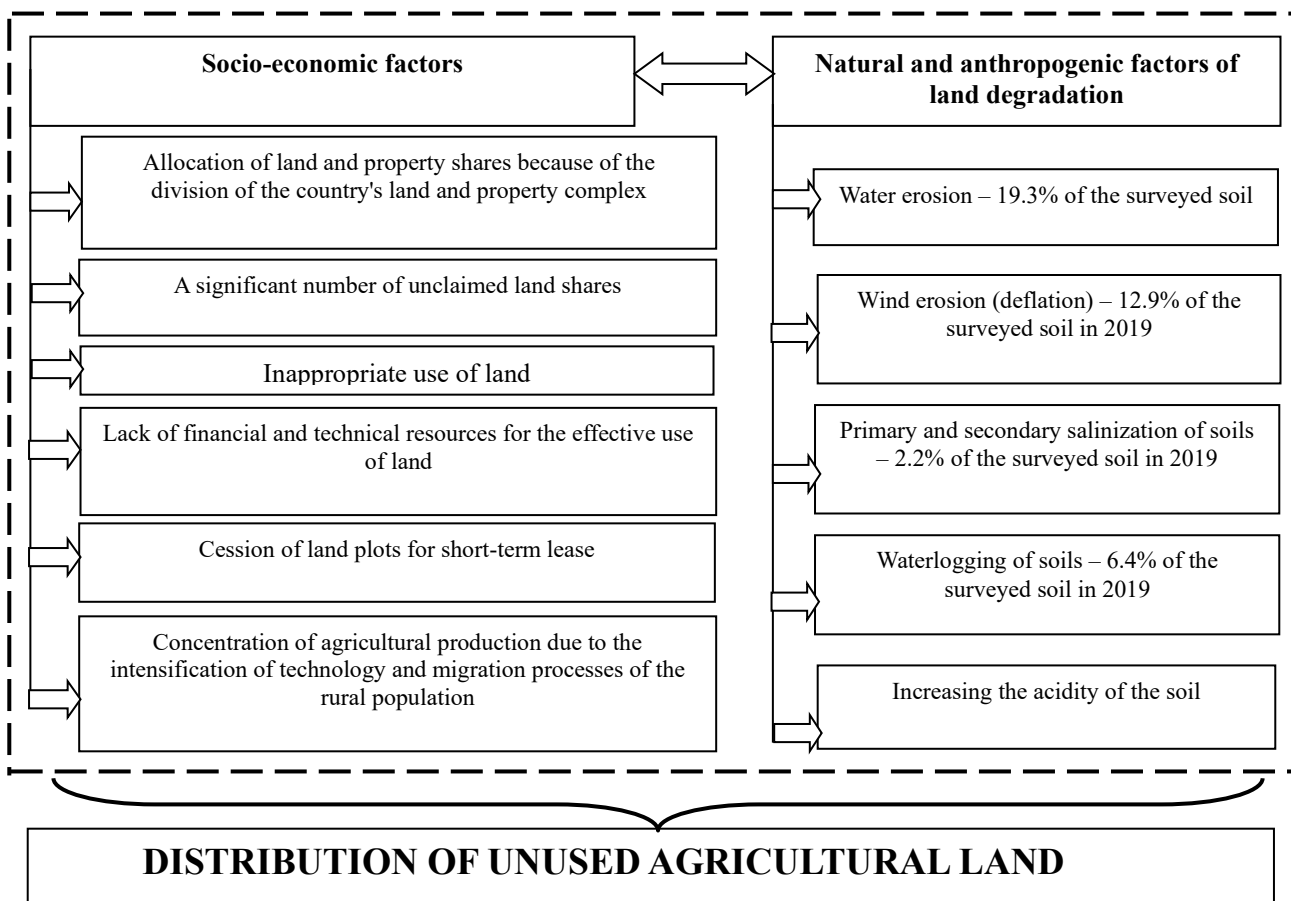 Socio-economic factors
Allocation of land and property shares because of the
division of the country's land and property complex
A significant number of unclaimed land shares
Inappropriate use of land
Lack of financial and technical resources for the effective use
of land
Cession of land plots for short-term lease
Concentration of agricultural production due to the
intensification of technology and migration processes of the
rural population
Natural and anthropogenic factors of
land degradation
Water erosion – 19.3% of the surveyed soil
Wind erosion (deflation) – 12.9% of the
surveyed soil in 2019
Primary and secondary salinization of soils
– 2.2% of the surveyed soil in 2019
Waterlogging of soils – 6.4% of the
surveyed soil in 2019
Increasing the acidity of the soil
DISTRIBUTION OF UNUSED AGRICULTURAL LAND